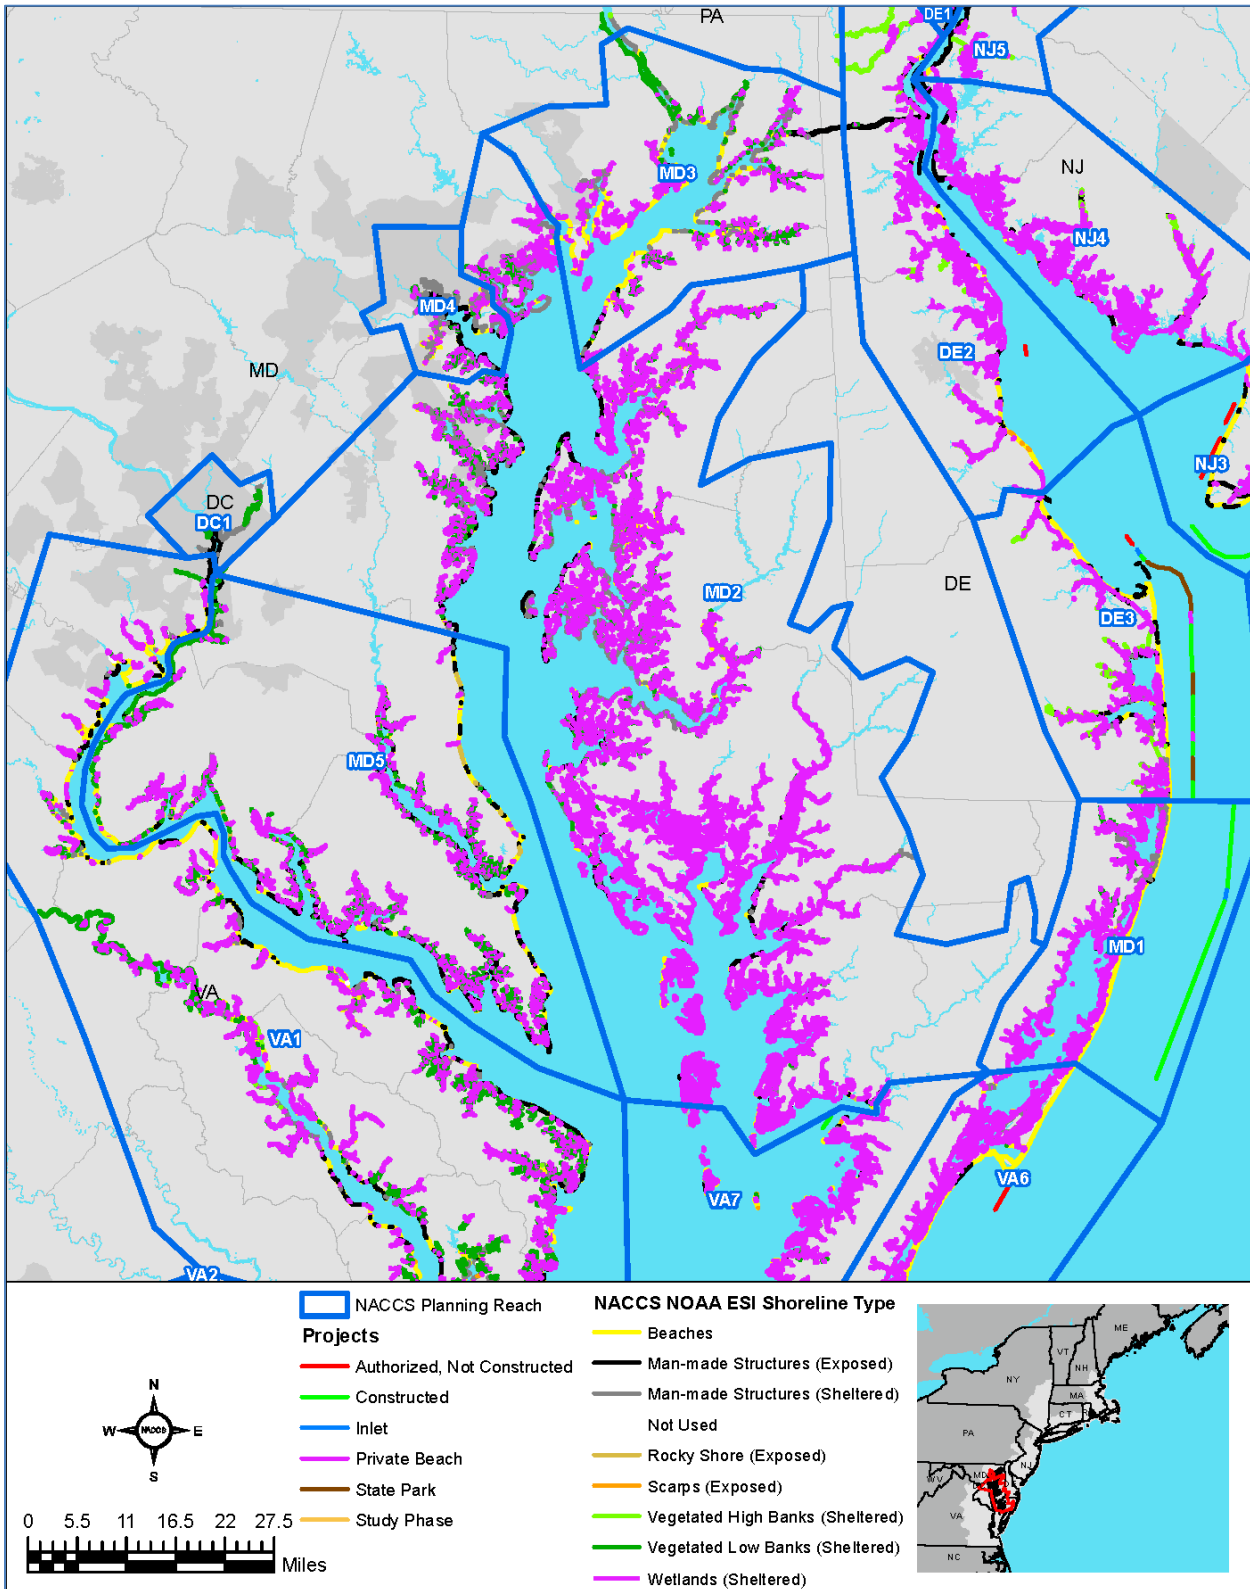 PA
DE1
NJ5
MD3
NJ
NJ4
MD4
DE2
MD
NJ3
DC
DC1
DE
MD2
DE3
MD5
MD1
VA
VA1
VA6
VA7
VA2
NACCS Planning Reach
Projects
Authorized, Not Constructed
Constructed
Inlet
Private Beach
State Park
Study Phase
NACCS NOAA ESI Shoreline Type
Beaches
Man-made Structures (Exposed)
Man-made Structures (Sheltered)
Not Used
Rocky Shore (Exposed)
Scarps (Exposed)
Vegetated High Banks (Sheltered)
Vegetated Low Banks (Sheltered)
Wetlands (Sheltered)
N
W NACCS E
S
0 5.5 11 16.5 22 27.5
Miles
ME
VT
NH
NY
MA
CT
PA
NJ
MD
WV
VA
NC